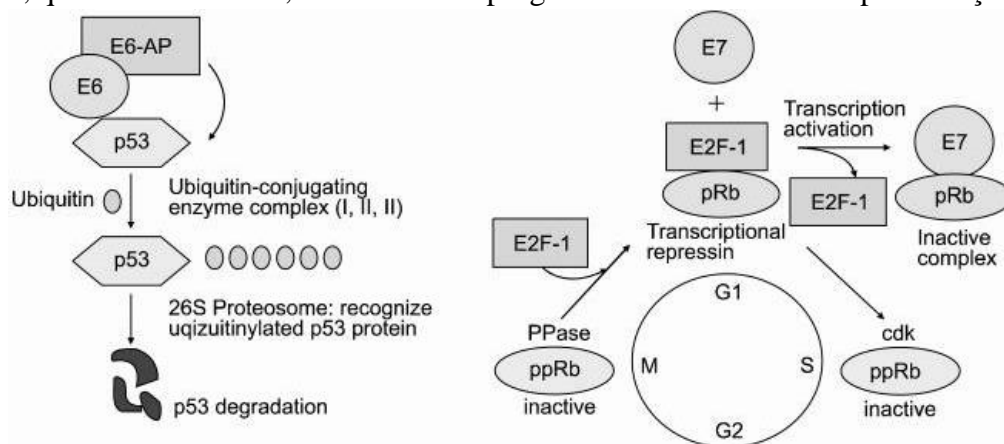 E6-AP
E6
p53
Ubiquitin
Ubiquitin-conjugating
enzyme complex (I, II, II)
p53
26S Proteosome: recognize
uqizuitinylated p53 protein
p53 degradation
E7
+
E2F-1
pRb
Transcription
activation
E7
pRb
E2F-1
Inactive
complex
Transcriptional
repressin
E2F-1
PPase
ppRb
inactive
G1
M
S
G2
cdk
ppRb
inactive